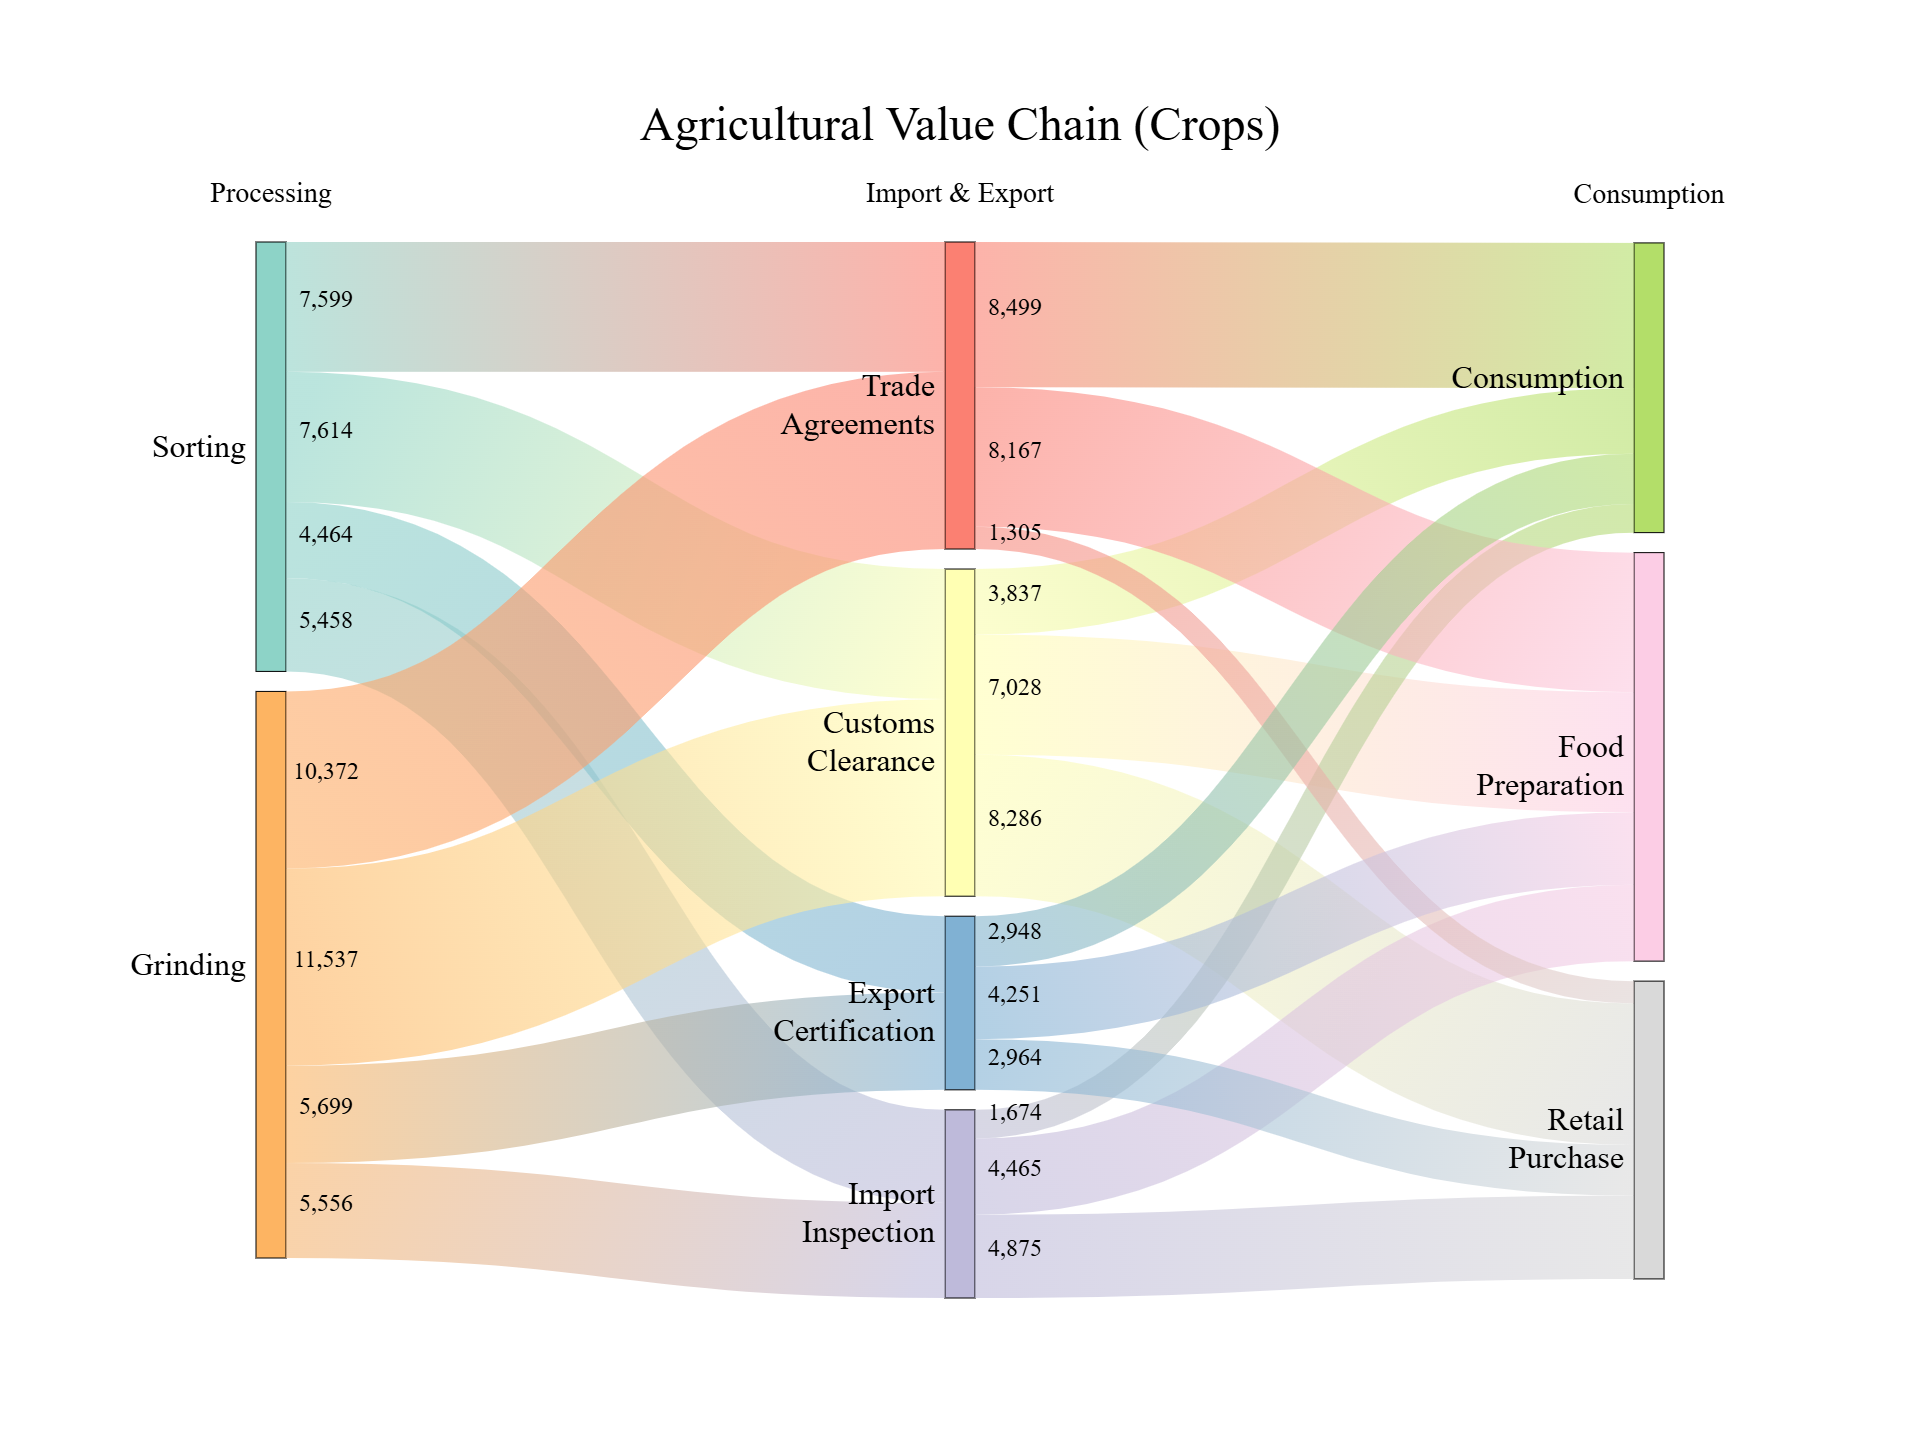 Agricultural Value Chain (Crops)
Processing
Import & Export
Consumption
Sorting
Grinding
7,599
7,614
4,464
5,458
10,372
11,537
5,699
5,556
Trade
Agreements
Customs
Clearance
Export
Certification
Import
Inspection
8,499
8,167
1,305
3,837
7,028
8,286
2,948
4,251
2,964
1,674
4,465
4,875
Consumption
Food
Preparation
Retail
Purchase